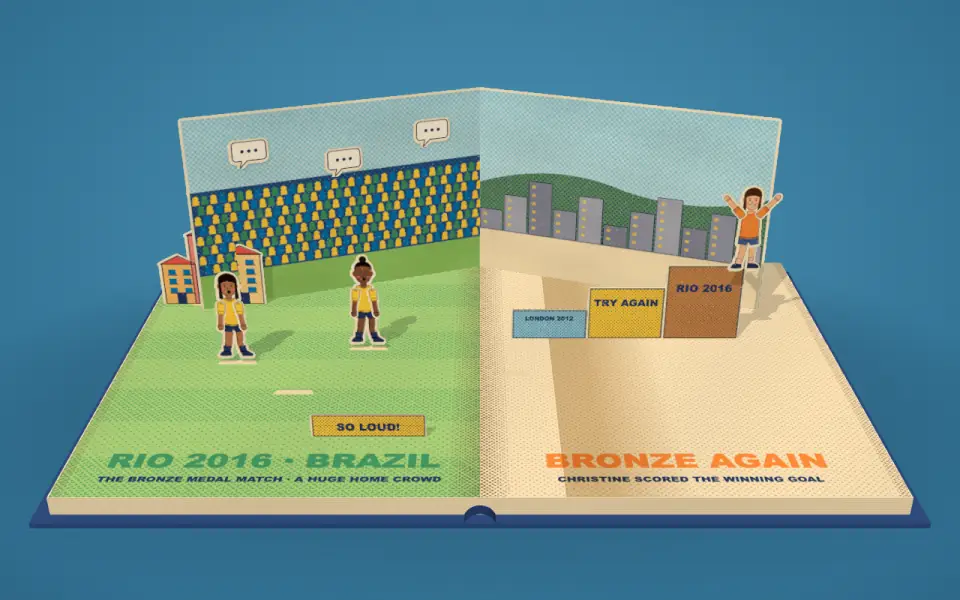 SO LOUD!
RIO 2016 · BRAZIL
THE BRONZE MEDAL MATCH · A HUGE HOME CROWD
LONDON 2012
TRY AGAIN
RIO 2016
BRONZE AGAIN
CHRISTINE SCORED THE WINNING GOAL